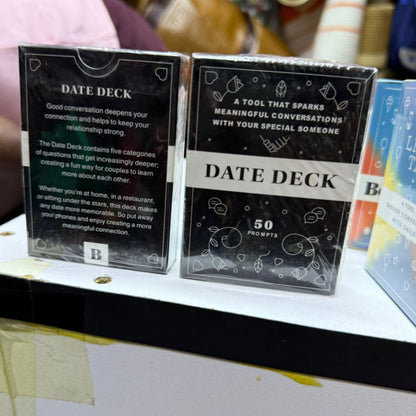 DATE DECK
Good conversation deepens your
connection and helps to keep your
relationship strong.
The Date Deck contains five categories
of questions that get increasingly deeper;
creating a fun way for couples to learn
more about each other.
Whether you're at home, in a restaurant,
or sitting under the stars, this deck makes
any date more memorable. So put away
your phones and enjoy creating a more
meaningful connection.
B
A TOOL THAT SPARKS
MEANINGFUL CONVERSATIONS
WITH YOUR SPECIAL SOMEONE
DATE DECK
50
PROMPTS
B